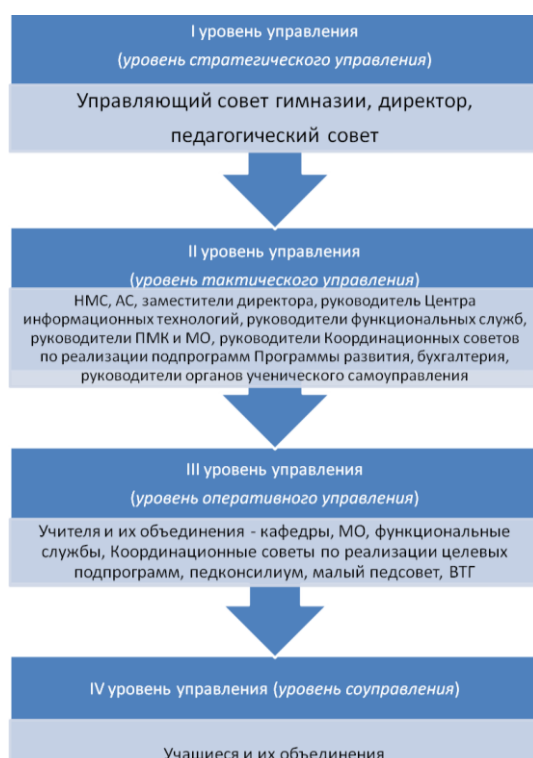 I уровень управления
(уровень стратегического управления)
Управляющий совет гимназии, директор,
педагогический совет
II уровень управления
(уровень тактического управления)
НМС, АС, заместители директора, руководитель Центра
информационных технологий, руководители функциональных служб,
руководители ПМК и МО, руководители Координационных советов
по реализации подпрограмм Программы развития, бухгалтерия,
руководители органов ученического самоуправления
III уровень управления
(уровень оперативного управления)
Учителя и их объединения - кафедры, МО, функциональные
службы, Координационные советы по реализации целевых
подпрограмм, педконсилиум, малый педсовет, ВТГ
IV уровень управления (уровень соуправления)
Учащиеся и их объединения